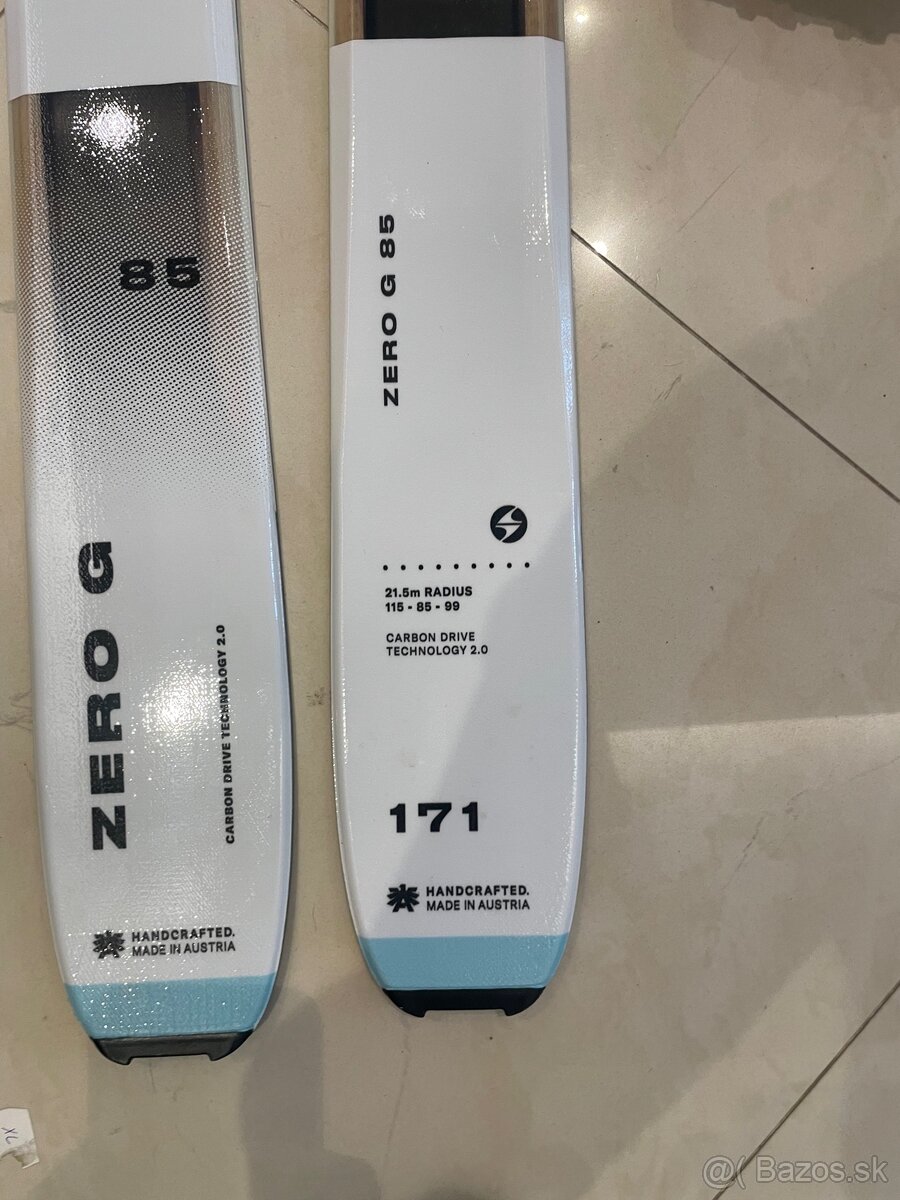 85
ZERO G
CARBON DRIVE TECHNOLOGY 2.0
HANDCRAFTED.
MADE IN AUSTRIA
ZERO G 85
21.5m RADIUS
115 - 85 - 99
CARBON DRIVE
TECHNOLOGY 2.0
171
HANDCRAFTED.
MADE IN AUSTRIA
XL
@( Bazos.sk